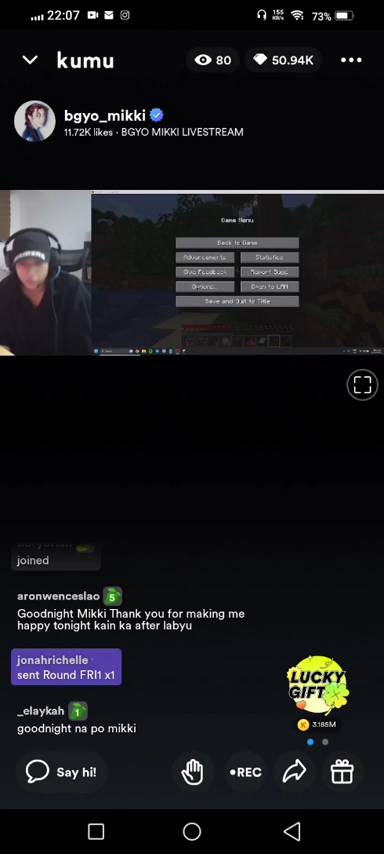 22:07
155
KB/s
73%
kumu
80
50.94K
bgyo_mikki
11.72K likes · BGYO MIKKI LIVESTREAM
Game Menu
Back to Game
Advancements
Statistics
Give Feedback
Report Bugs
Options...
Open to LAN
Save and Quit to Title
joined
aronwenceslao 5
Goodnight Mikki Thank you for making me
happy tonight kain ka after labyu
jonahrichelle
sent Round FRI1 x1
LUCKY
GIFT
K 3.185M
_elaykah 1
goodnight na po mikki
Say hi!
•REC